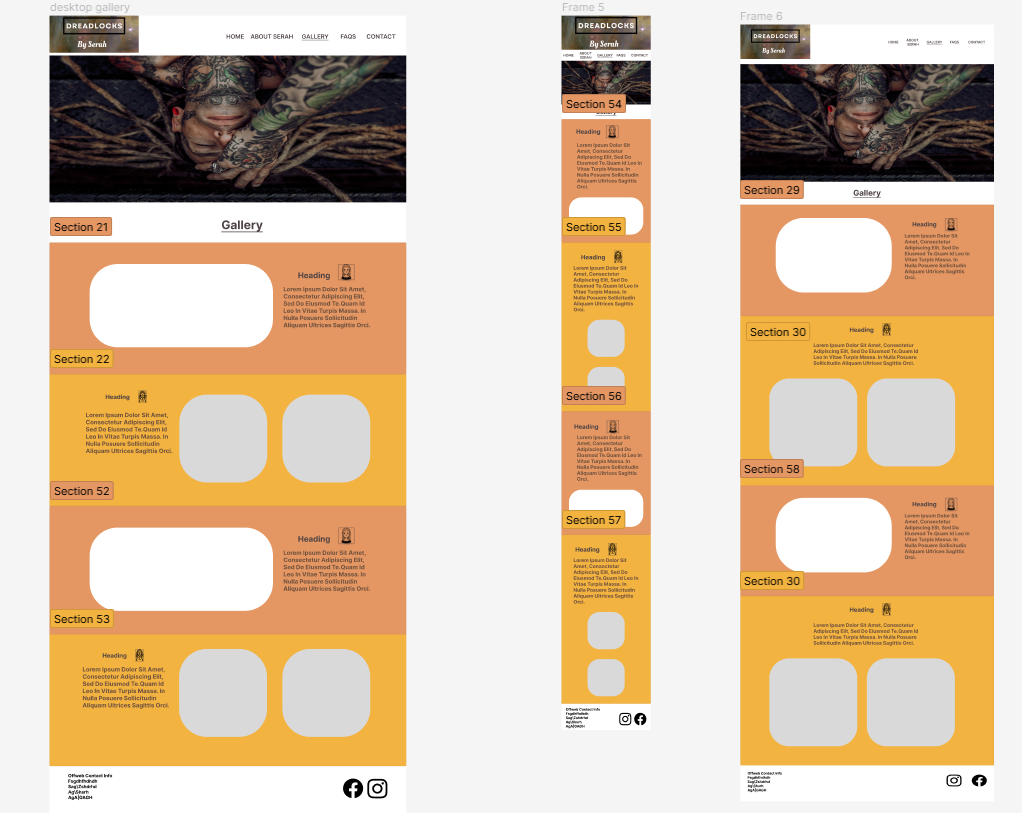 desktop gallery
DREADLOCKS
By Serah
HOME ABOUT SERAH GALLERY FAQS CONTACT
Section 21
Gallery
Heading
Lorem Ipsum Dolor Sit Amet,
Consectetur Adipiscing Elit,
Sed Do Eiusmod Te.Quam Id
Leo In Vitae Turpis Massa. In
Nulla Posuere Sollicitudin
Aliquam Ultrices Sagittis Orci.
Section 22
Heading
Lorem Ipsum Dolor Sit Amet,
Consectetur Adipiscing Elit,
Sed Do Eiusmod Te.Quam Id
Leo In Vitae Turpis Massa. In
Nulla Posuere Sollicitudin
Aliquam Ultrices Sagittis Orci.
Section 52
Heading
Lorem Ipsum Dolor Sit Amet,
Consectetur Adipiscing Elit,
Sed Do Eiusmod Te.Quam Id
Leo In Vitae Turpis Massa. In
Nulla Posuere Sollicitudin
Aliquam Ultrices Sagittis Orci.
Section 53
Heading
Lorem Ipsum Dolor Sit Amet,
Consectetur Adipiscing Elit,
Sed Do Eiusmod Te.Quam Id
Leo In Vitae Turpis Massa. In
Nulla Posuere Sollicitudin
Aliquam Ultrices Sagittis Orci.
Offweb Contact Info
Frame 5
DREADLOCKS
By Serah
HOME ABOUT SERAH GALLERY FAQS CONTACT
Section 54
Gallery
Heading
Lorem Ipsum Dolor Sit
Amet, Consectetur
Adipiscing Elit, Sed Do
Eiusmod Te.Quam Id Leo In
Vitae Turpis Massa. In
Nulla Posuere Sollicitudin
Aliquam Ultrices Sagittis
Orci.
Section 55
Heading
Lorem Ipsum Dolor Sit
Amet, Consectetur
Adipiscing Elit, Sed Do
Eiusmod Te.Quam Id Leo In
Vitae Turpis Massa. In
Nulla Posuere Sollicitudin
Aliquam Ultrices Sagittis
Orci.
Section 56
Heading
Lorem Ipsum Dolor Sit
Amet, Consectetur
Adipiscing Elit, Sed Do
Eiusmod Te.Quam Id Leo In
Vitae Turpis Massa. In
Nulla Posuere Sollicitudin
Aliquam Ultrices Sagittis
Orci.
Section 57
Heading
Lorem Ipsum Dolor Sit
Amet, Consectetur
Adipiscing Elit, Sed Do
Eiusmod Te.Quam Id Leo In
Vitae Turpis Massa. In
Nulla Posuere Sollicitudin
Aliquam Ultrices Sagittis
Orci.
Offweb Contact Info
Frame 6
DREADLOCKS
By Serah
HOME ABOUT SERAH GALLERY FAQS CONTACT
Section 29
Gallery
Heading
Lorem Ipsum Dolor Sit
Amet, Consectetur
Adipiscing Elit, Sed Do
Eiusmod Te.Quam Id Leo In
Vitae Turpis Massa. In
Nulla Posuere Sollicitudin
Aliquam Ultrices Sagittis
Orci.
Section 30
Heading
Lorem Ipsum Dolor Sit Amet, Consectetur
Adipiscing Elit, Sed Do Eiusmod Te.Quam Id
Leo In Vitae Turpis Massa. In Nulla Posuere
Sollicitudin Aliquam Ultrices Sagittis Orci.
Section 58
Heading
Lorem Ipsum Dolor Sit
Amet, Consectetur
Adipiscing Elit, Sed Do
Eiusmod Te.Quam Id Leo In
Vitae Turpis Massa. In
Nulla Posuere Sollicitudin
Aliquam Ultrices Sagittis
Orci.
Section 30
Heading
Lorem Ipsum Dolor Sit Amet, Consectetur
Adipiscing Elit, Sed Do Eiusmod Te.Quam Id
Leo In Vitae Turpis Massa. In Nulla Posuere
Sollicitudin Aliquam Ultrices Sagittis Orci.
Offweb Contact Info